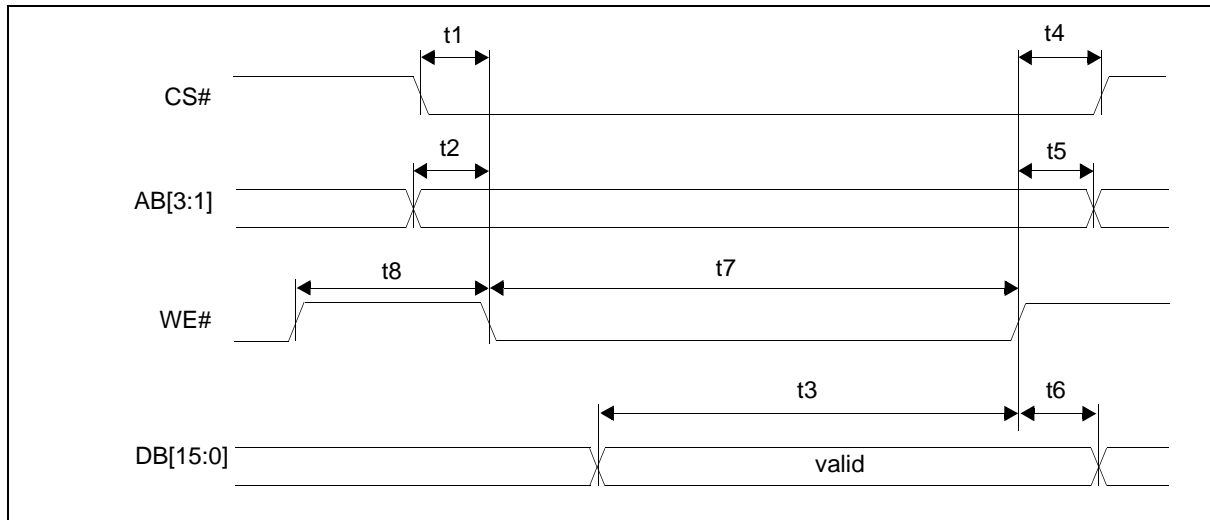 t1
t4
CS#
t2
t5
AB[3:1]
t8
t7
WE#
t3
t6
DB[15:0]
valid